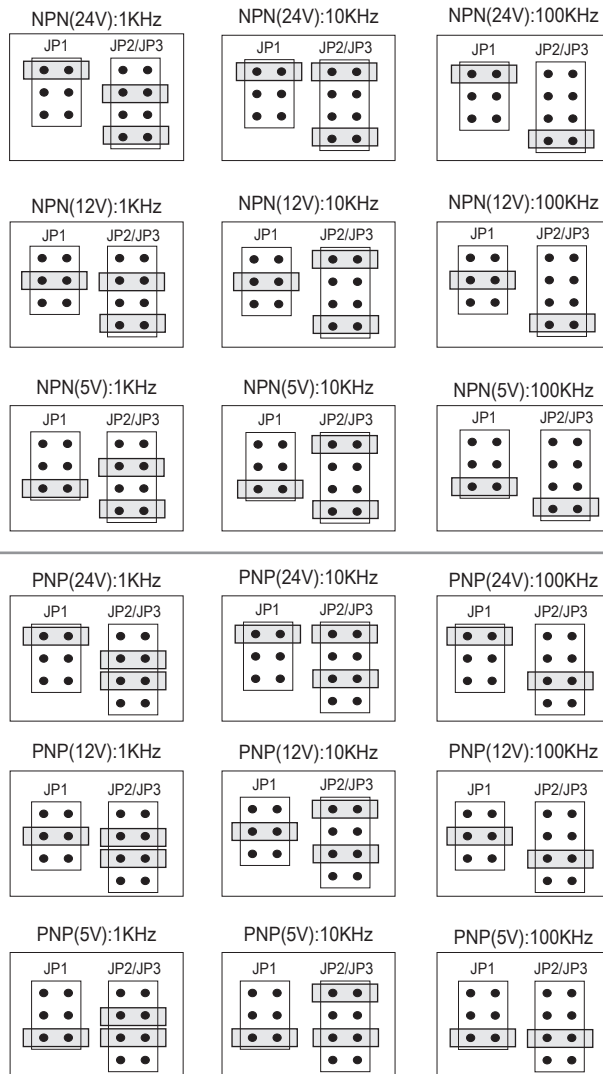 NPN(24V):1KHz NPN(24V):10KHz NPN(24V):100KHz
JP1 JP2/JP3 JP1 JP2/JP3 JP1 JP2/JP3
NPN(12V):1KHz NPN(12V):10KHz NPN(12V):100KHz
JP1 JP2/JP3 JP1 JP2/JP3 JP1 JP2/JP3
NPN(5V):1KHz NPN(5V):10KHz NPN(5V):100KHz
JP1 JP2/JP3 JP1 JP2/JP3 JP1 JP2/JP3
PNP(24V):1KHz PNP(24V):10KHz PNP(24V):100KHz
JP1 JP2/JP3 JP1 JP2/JP3 JP1 JP2/JP3
PNP(12V):1KHz PNP(12V):10KHz PNP(12V):100KHz
JP1 JP2/JP3 JP1 JP2/JP3 JP1 JP2/JP3
PNP(5V):1KHz PNP(5V):10KHz PNP(5V):100KHz
JP1 JP2/JP3 JP1 JP2/JP3 JP1 JP2/JP3